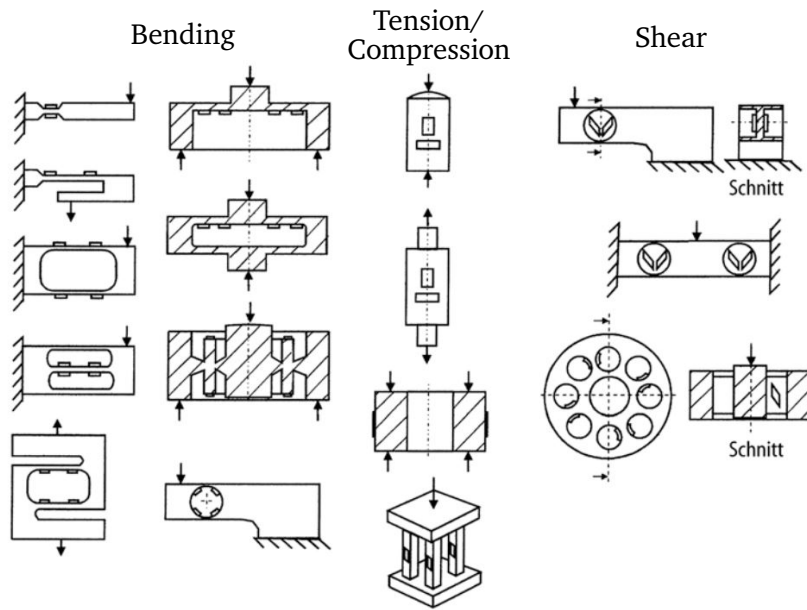 Bending
Tension/
Compression
Shear
Schnitt
Schnitt